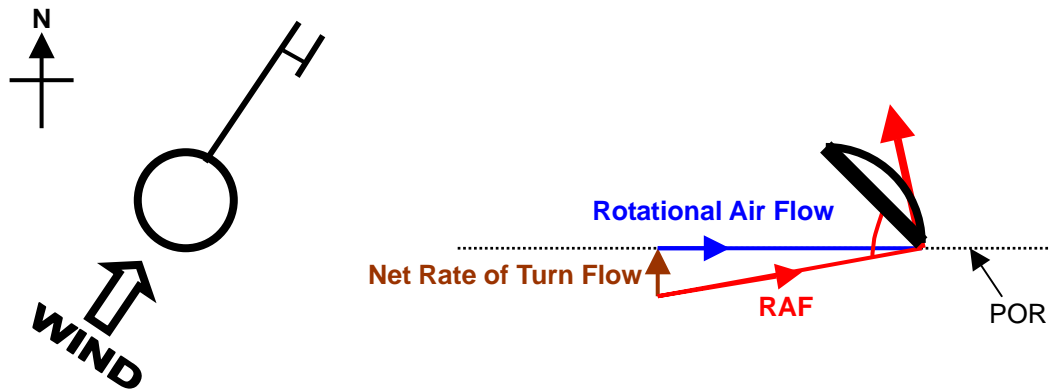 N
WIND
Rotational Air Flow
Net Rate of Turn Flow
RAF
POR